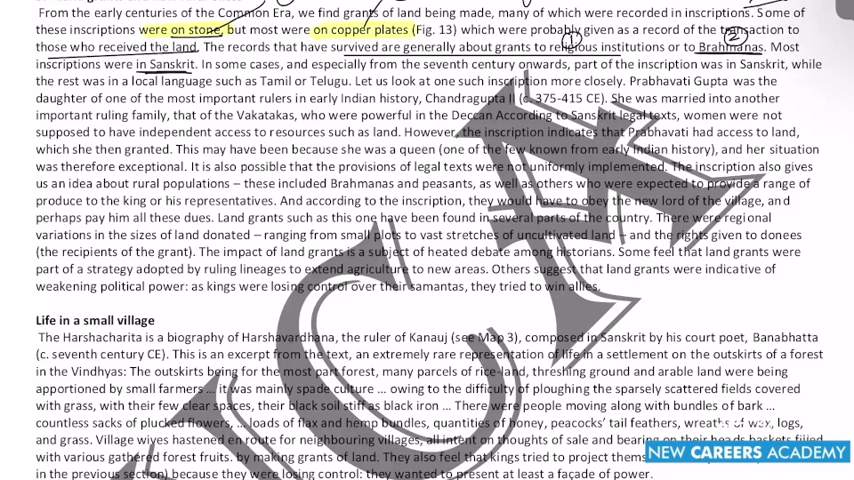 From the early centuries of the Common Era, we find grants of land being made, many of which were recorded in inscriptions. Some of
these inscriptions were on stone, but most were on copper plates (Fig. 13) which were probably given as a record of the transaction to
those who received the land. The records that have survived are generally about grants to religious institutions or to Brahmanas. Most
inscriptions were in Sanskrit. In some cases, and especially from the seventh century onwards, part of the inscription was in Sanskrit, while
the rest was in a local language such as Tamil or Telugu. Let us look at one such inscription more closely. Prabhavati Gupta was the
daughter of one of the most important rulers in early Indian history, Chandragupta II (c. 375-415 CE). She was married into another
important ruling family, that of the Vakatakas, who were powerful in the Deccan According to Sanskrit legal texts, women were not
supposed to have independent access to resources such as land. However, the inscription indicates that Prabhavati had access to land,
which she then granted. This may have been because she was a queen (one of the few known from early Indian history), and her situation
was therefore exceptional. It is also possible that the provisions of legal texts were not uniformly implemented. The inscription also gives
us an idea about rural populations – these included Brahmanas and peasants, as well as others who were expected to provide a range of
produce to the king or his representatives. And according to the inscription, they would have to obey the new lord of the village, and
perhaps pay him all these dues. Land grants such as this one have been found in several parts of the country. There were regional
variations in the sizes of land donated – ranging from small plots to vast stretches of uncultivated land – and the rights given to donees
(the recipients of the grant). The impact of land grants is a subject of heated debate among historians. Some feel that land grants were
part of a strategy adopted by ruling lineages to extend agriculture to new areas. Others suggest that land grants were indicative of
weakening political power: as kings were losing control over their samantas, they tried to win allies.
Life in a small village
The Harshacharita is a biography of Harshavardhana, the ruler of Kanauj (see Map 3), composed in Sanskrit by his court poet, Banabhatta
(c. seventh century CE). This is an excerpt from the text, an extremely rare representation of life in a settlement on the outskirts of a forest
in the Vindhyas: The outskirts being for the most part forest, many parcels of rice-land, threshing ground and arable land were being
apportioned by small farmers … it was mainly spade culture … owing to the difficulty of ploughing the sparsely scattered fields covered
with grass, with their few clear spaces, their black soil stiff as black iron … There were people moving along with bundles of bark …
countless sacks of plucked flowers, … loads of flax and hemp bundles, quantities of honey, peacocks' tail feathers, wreaths of wax, logs,
and grass. Village wives hastened en route for neighbouring villages, all intent on thoughts of sale and bearing on their heads baskets filled
with various gathered forest fruits. by making grants of land. They also feel that kings tried to project
in the previous section) because they were losing control: they wanted to present at least a façade of power.
1
2
NEW CAREERS ACADEMY